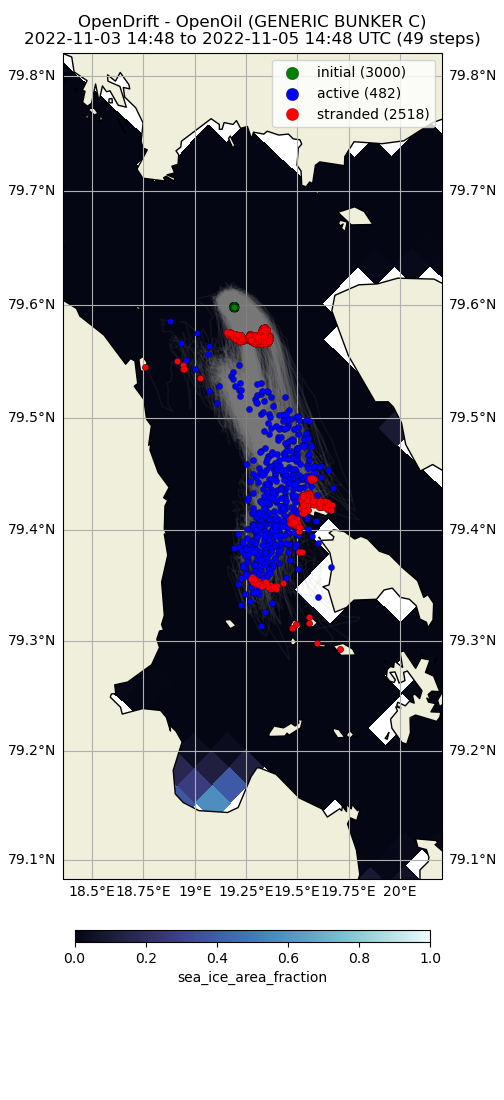 OpenDrift - OpenOil (GENERIC BUNKER C)
2022-11-03 14:48 to 2022-11-05 14:48 UTC (49 steps)
initial (3000)
active (482)
stranded (2518)
79.8°N 79.8°N
79.7°N 79.7°N
79.6°N 79.6°N
79.5°N 79.5°N
79.4°N 79.4°N
79.3°N 79.3°N
79.2°N 79.2°N
79.1°N 79.1°N
18.5°E 18.75°E 19°E 19.25°E 19.5°E 19.75°E 20°E
0.0 0.2 0.4 0.6 0.8 1.0
sea_ice_area_fraction